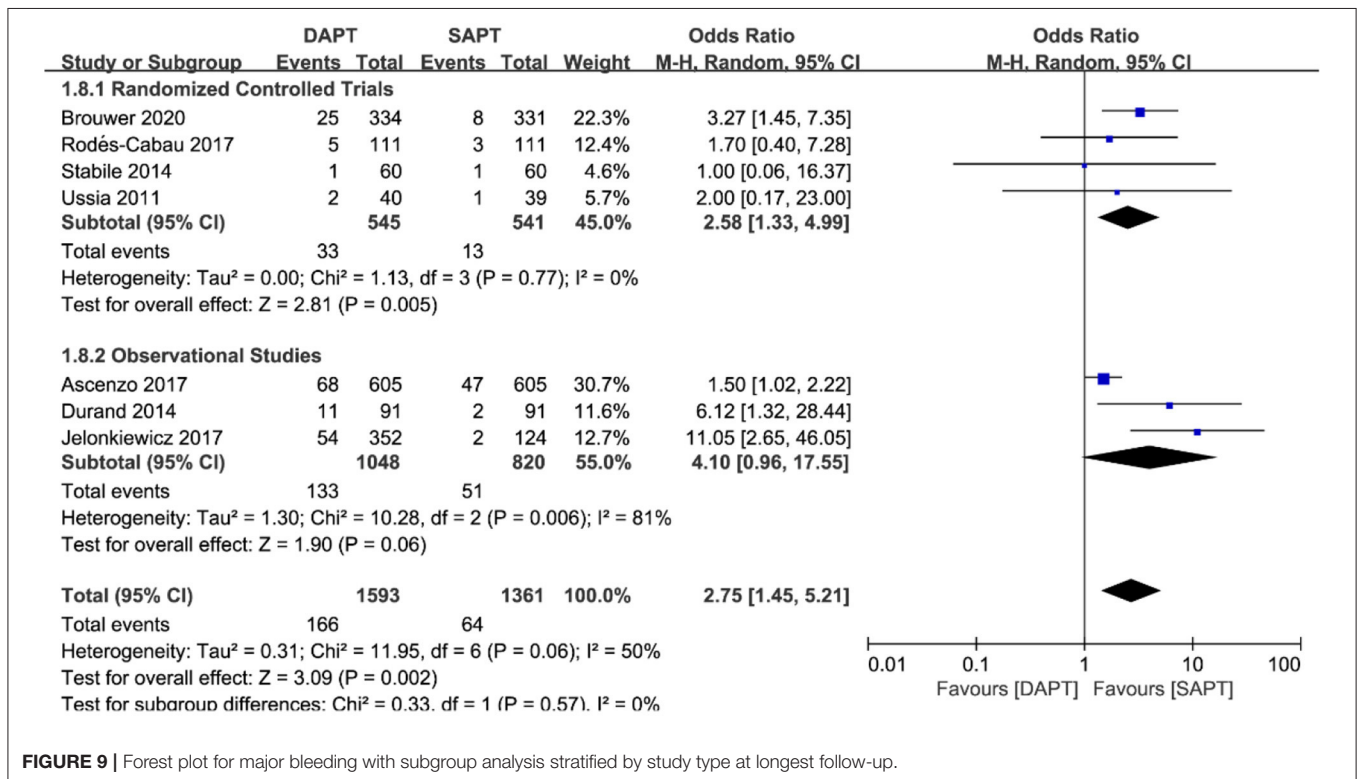 DAPT SAPT Odds Ratio Odds Ratio
Study or Subgroup Events Total Events Total Weight M-H, Random, 95% CI M-H, Random, 95% CI
1.8.1 Randomized Controlled Trials
Brouwer 2020 25 334 8 331 22.3% 3.27 [1.45, 7.35]
Rodés-Cabau 2017 5 111 3 111 12.4% 1.70 [0.40, 7.28]
Stabile 2014 1 60 1 60 4.6% 1.00 [0.06, 16.37]
Ussia 2011 2 40 1 39 5.7% 2.00 [0.17, 23.00]
Subtotal (95% CI) 545 541 45.0% 2.58 [1.33, 4.99]
Total events 33 13
Heterogeneity: Tau² = 0.00; Chi² = 1.13, df = 3 (P = 0.77); I² = 0%
Test for overall effect: Z = 2.81 (P = 0.005)
1.8.2 Observational Studies
Ascenzo 2017 68 605 47 605 30.7% 1.50 [1.02, 2.22]
Durand 2014 11 91 2 91 11.6% 6.12 [1.32, 28.44]
Jelonkiewicz 2017 54 352 2 124 12.7% 11.05 [2.65, 46.05]
Subtotal (95% CI) 1048 820 55.0% 4.10 [0.96, 17.55]
Total events 133 51
Heterogeneity: Tau² = 1.30; Chi² = 10.28, df = 2 (P = 0.006); I² = 81%
Test for overall effect: Z = 1.90 (P = 0.06)
Total (95% CI) 1593 1361 100.0% 2.75 [1.45, 5.21]
Total events 166 64
Heterogeneity: Tau² = 0.31; Chi² = 11.95, df = 6 (P = 0.06); I² = 50%
Test for overall effect: Z = 3.09 (P = 0.002)
Test for subgroup differences: Chi² = 0.33, df = 1 (P = 0.57), I² = 0%
0.01 0.1 1 10 100
Favours [DAPT] Favours [SAPT]
FIGURE 9 | Forest plot for major bleeding with subgroup analysis stratified by study type at longest follow-up.